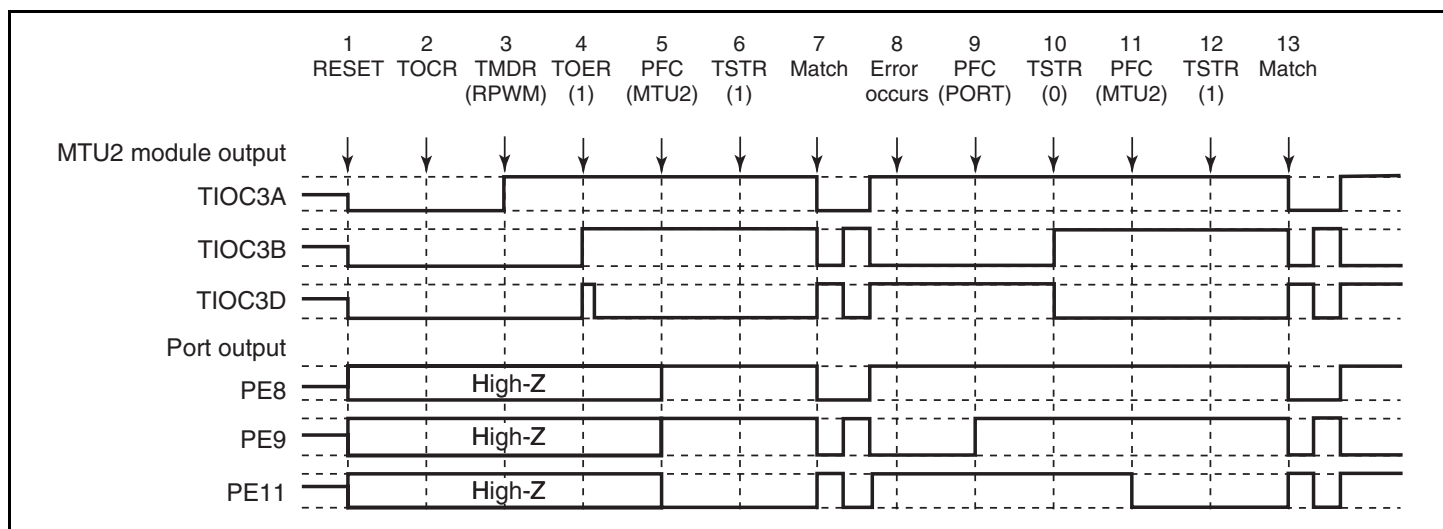 1 2 3 4 5 6 7 8 9 10 11 12 13
RESET TOCR TMDR TOER PFC TSTR Match Error PFC TSTR PFC TSTR Match
(RPWM) (1) (MTU2) (1) occurs (PORT) (0) (MTU2) (1)
MTU2 module output
TIOC3A
TIOC3B
TIOC3D
Port output
PE8 High-Z
PE9 High-Z
PE11 High-Z